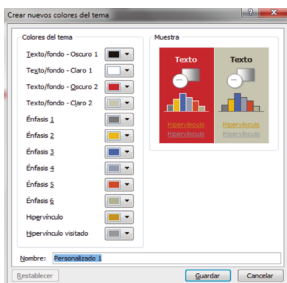 Crear nuevos colores del tema
Colores del tema
Texto/fondo - Oscuro 1
Texto/fondo - Claro 1
Texto/fondo - Oscuro 2
Texto/fondo - Claro 2
Énfasis 1
Énfasis 2
Énfasis 3
Énfasis 4
Énfasis 5
Énfasis 6
Hipervínculo
Hipervínculo visitado
Muestra
Texto Texto
Hipervínculo Hipervínculo
Hipervínculo Hipervínculo
Nombre: Personalizado 1
Restablecer Guardar Cancelar